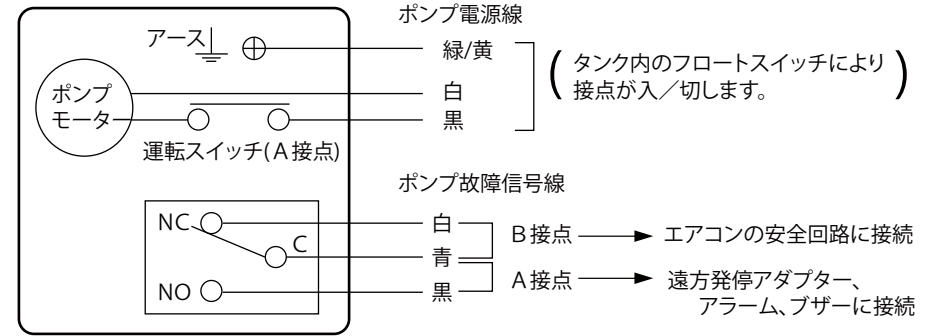 ポンプ電源線
アース
緑/黄
ポンプ
モータ
白
黒
(タンク内のフロートスイッチにより
接点が入／切します。)
運転スイッチ(A接点)
ポンプ故障信号線
NC
C
NO
白
青
黒
B接点
エアコンの安全回路に接続
A接点
遠方発停アダプター、
アラーム、ブザーに接続